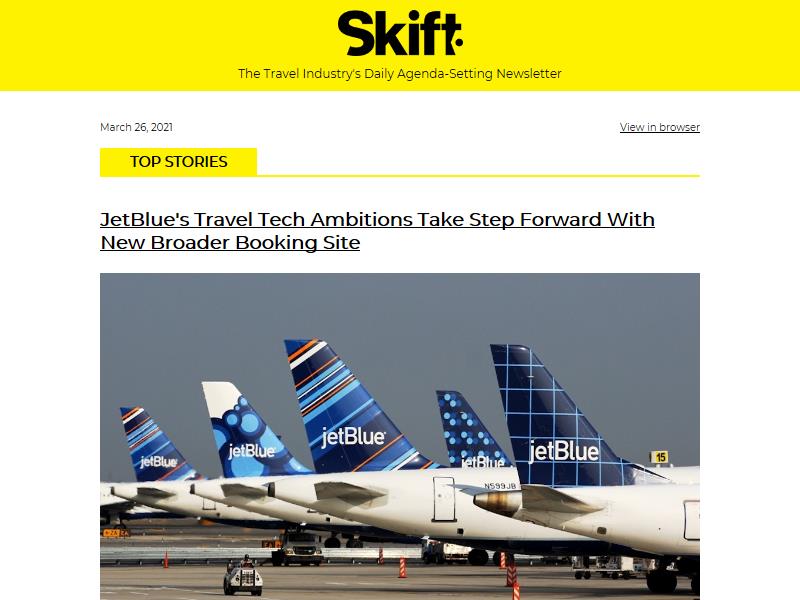 Skift
The Travel Industry's Daily Agenda-Setting Newsletter
March 26, 2021
View in browser
TOP STORIES
JetBlue's Travel Tech Ambitions Take Step Forward With
New Broader Booking Site
jetBlue
jetBlue
jetBlue
jetBlue
jetBlue
15
N599JB